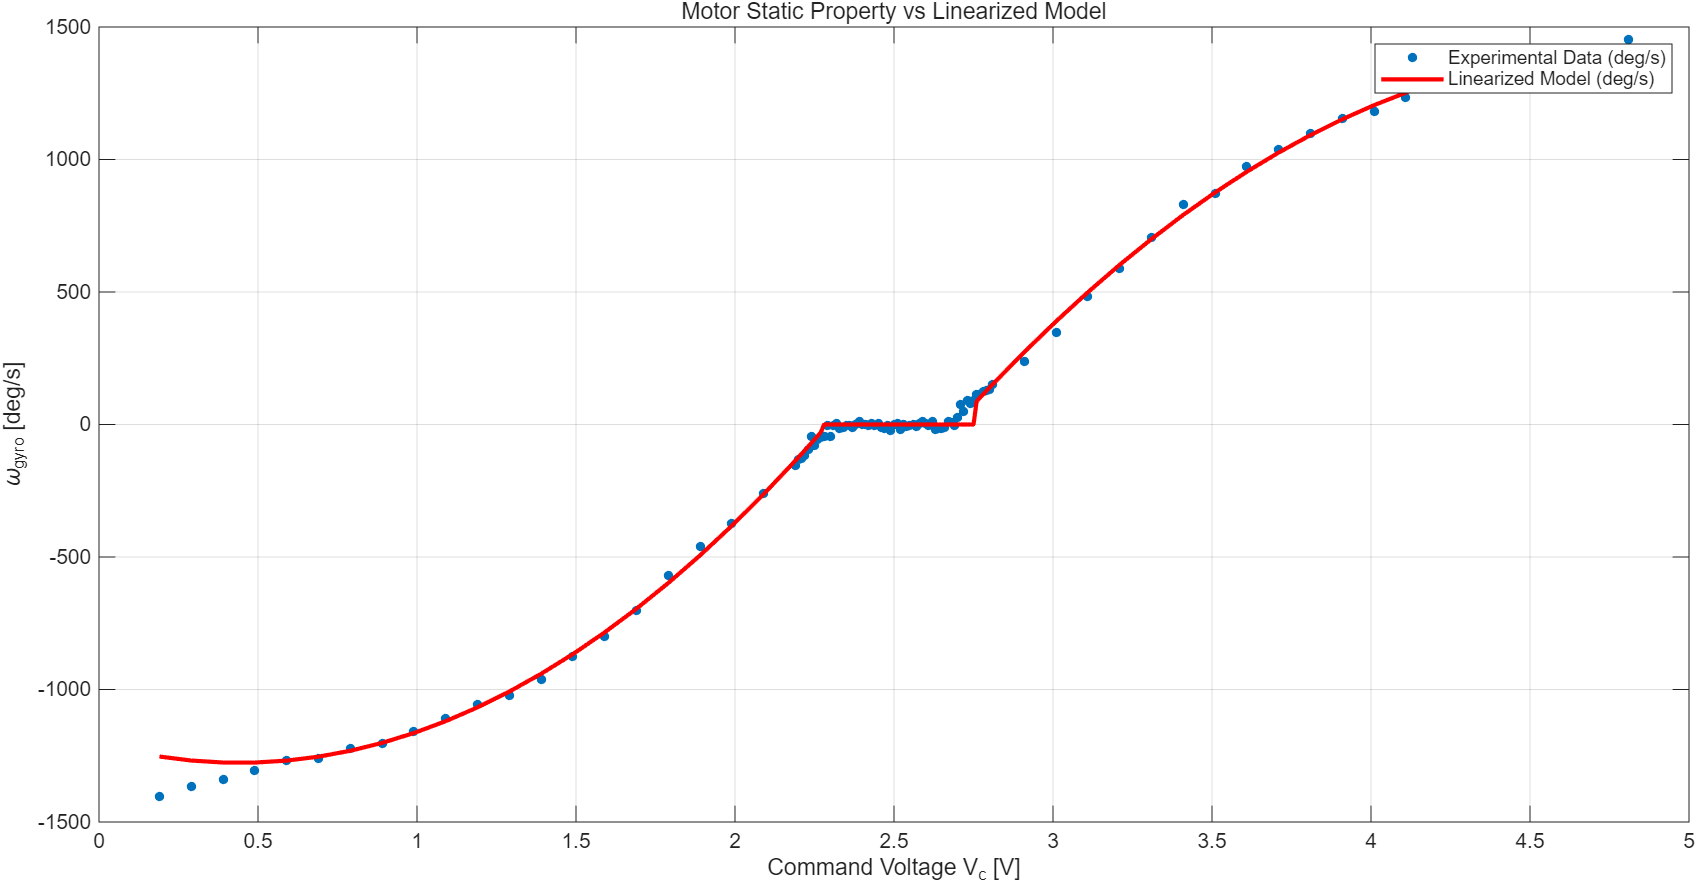 Motor Static Property vs Linearized Model
1500
1000
500
0
-500
-1000
-1500
ω_gyro [deg/s]
Experimental Data (deg/s)
Linearized Model (deg/s)
0 0.5 1 1.5 2 2.5 3 3.5 4 4.5 5
Command Voltage V_c [V]